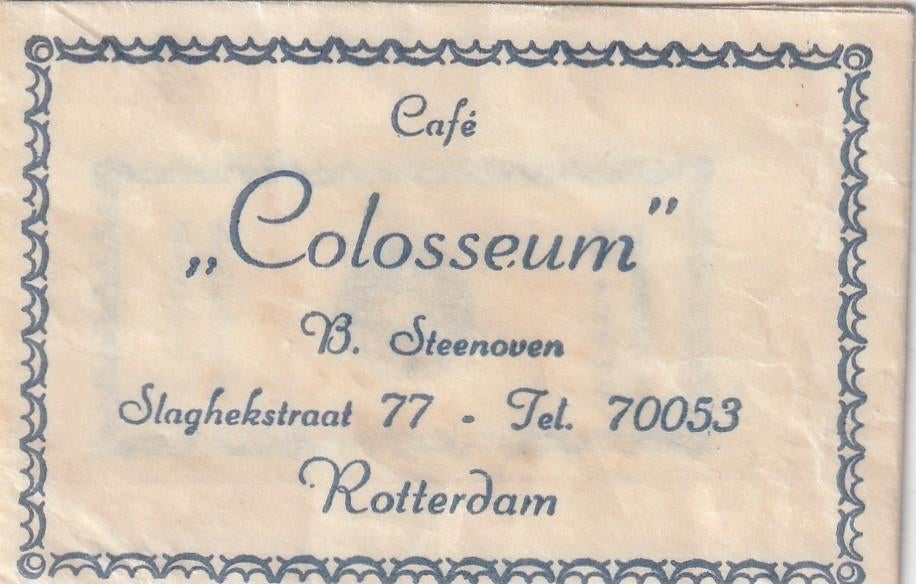 Café
„Colosseum”
B. Steenoven
Slaghekstraat 77 - Tel. 70053
Rotterdam